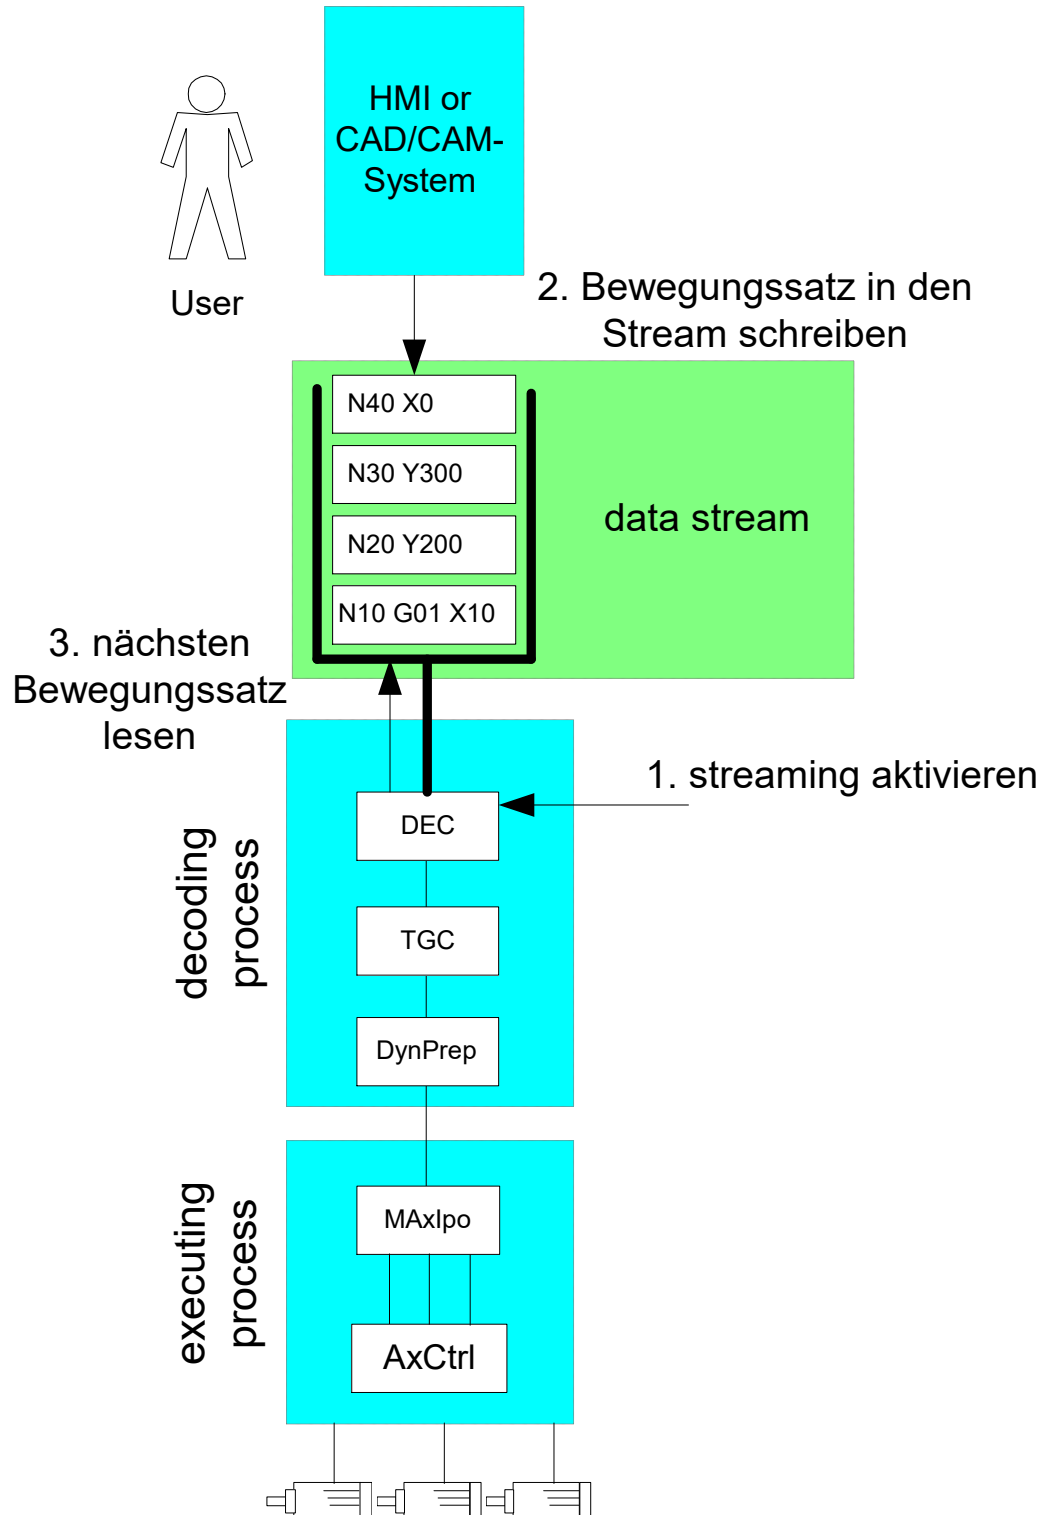 HMI or
CAD/CAM-
System
User
2. Bewegungssatz in den
Stream schreiben
N40 X0
N30 Y300
N20 Y200
N10 G01 X10
data stream
3. nächsten
Bewegungssatz
lesen
1. streaming aktivieren
decoding
process
DEC
TGC
DynPrep
executing
process
MAxIpo
AxCtrl